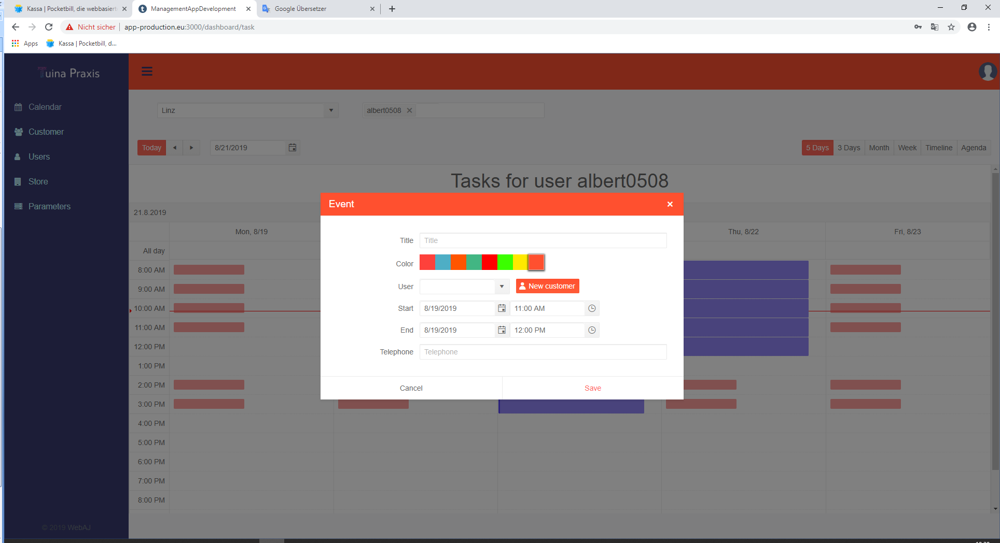 Kassa | Pocketbill, die webbasiert
ManagementAppDevelopment
Google Übersetzer
Nicht sicher
app-production.eu:3000/dashboard/task
Apps
Kassa | Pocketbill, d...
Tuina Praxis
Calendar
Customer
Users
Store
Parameters
© 2019 WebAJ
Linz
albert0508
Today
8/21/2019
5 Days
3 Days
Month
Week
Timeline
Agenda
Tasks for user albert0508
21.8.2019
Mon, 8/19
Thu, 8/22
Fri, 8/23
All day
8:00 AM
9:00 AM
10:00 AM
11:00 AM
12:00 PM
1:00 PM
2:00 PM
3:00 PM
4:00 PM
5:00 PM
6:00 PM
7:00 PM
8:00 PM
Event
Title
Title
Color
User
New customer
Start
8/19/2019
11:00 AM
End
8/19/2019
12:00 PM
Telephone
Telephone
Cancel
Save